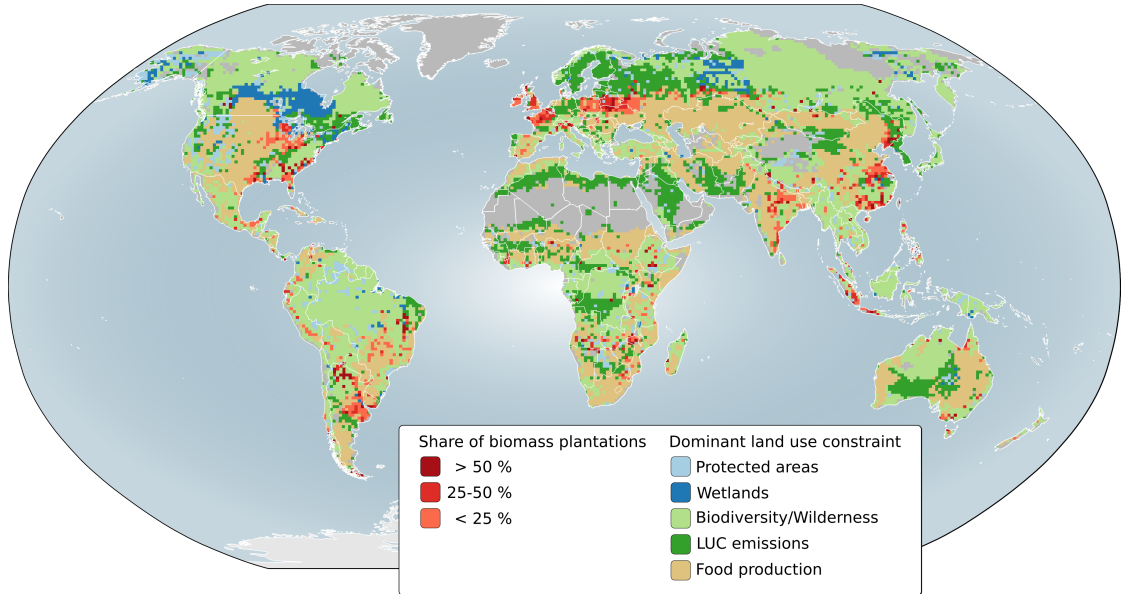 Share of biomass plantations
> 50 %
25-50 %
< 25 %
Dominant land use constraint
Protected areas
Wetlands
Biodiversity/Wilderness
LUC emissions
Food production